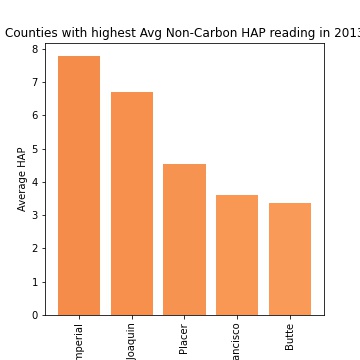 Counties with highest Avg Non-Carbon HAP reading in 2013
8
7
6
5
4
3
2
1
0
Average HAP
mperial
Joaquin
Placer
ancisco
Butte